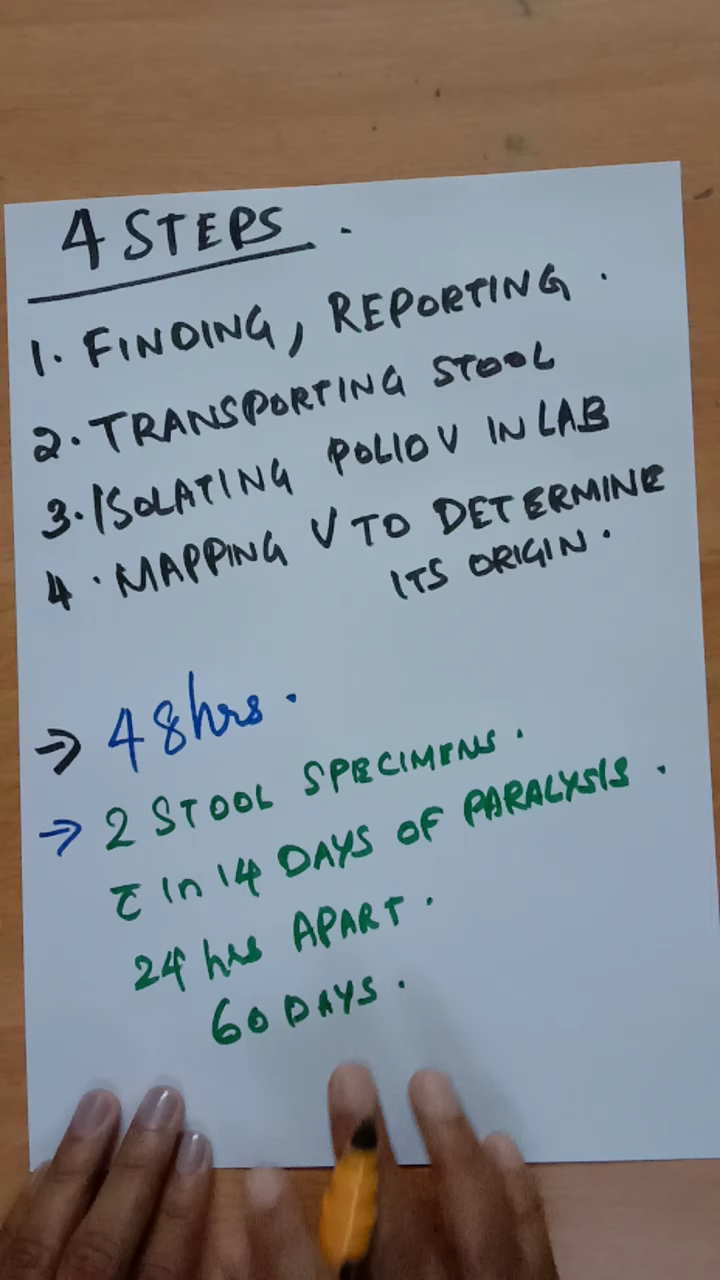 4 STEPS .
1. FINDING, REPORTING .
2. TRANSPORTING STOOL
3. ISOLATING POLIO V IN LAB
4. MAPPING V TO DETERMINE
ITS ORIGIN .
→ 48hrs .
→ 2 STOOL SPECIMENS .
c̄ in 14 DAYS OF PARALYSIS .
24 hrs APART .
60 DAYS .